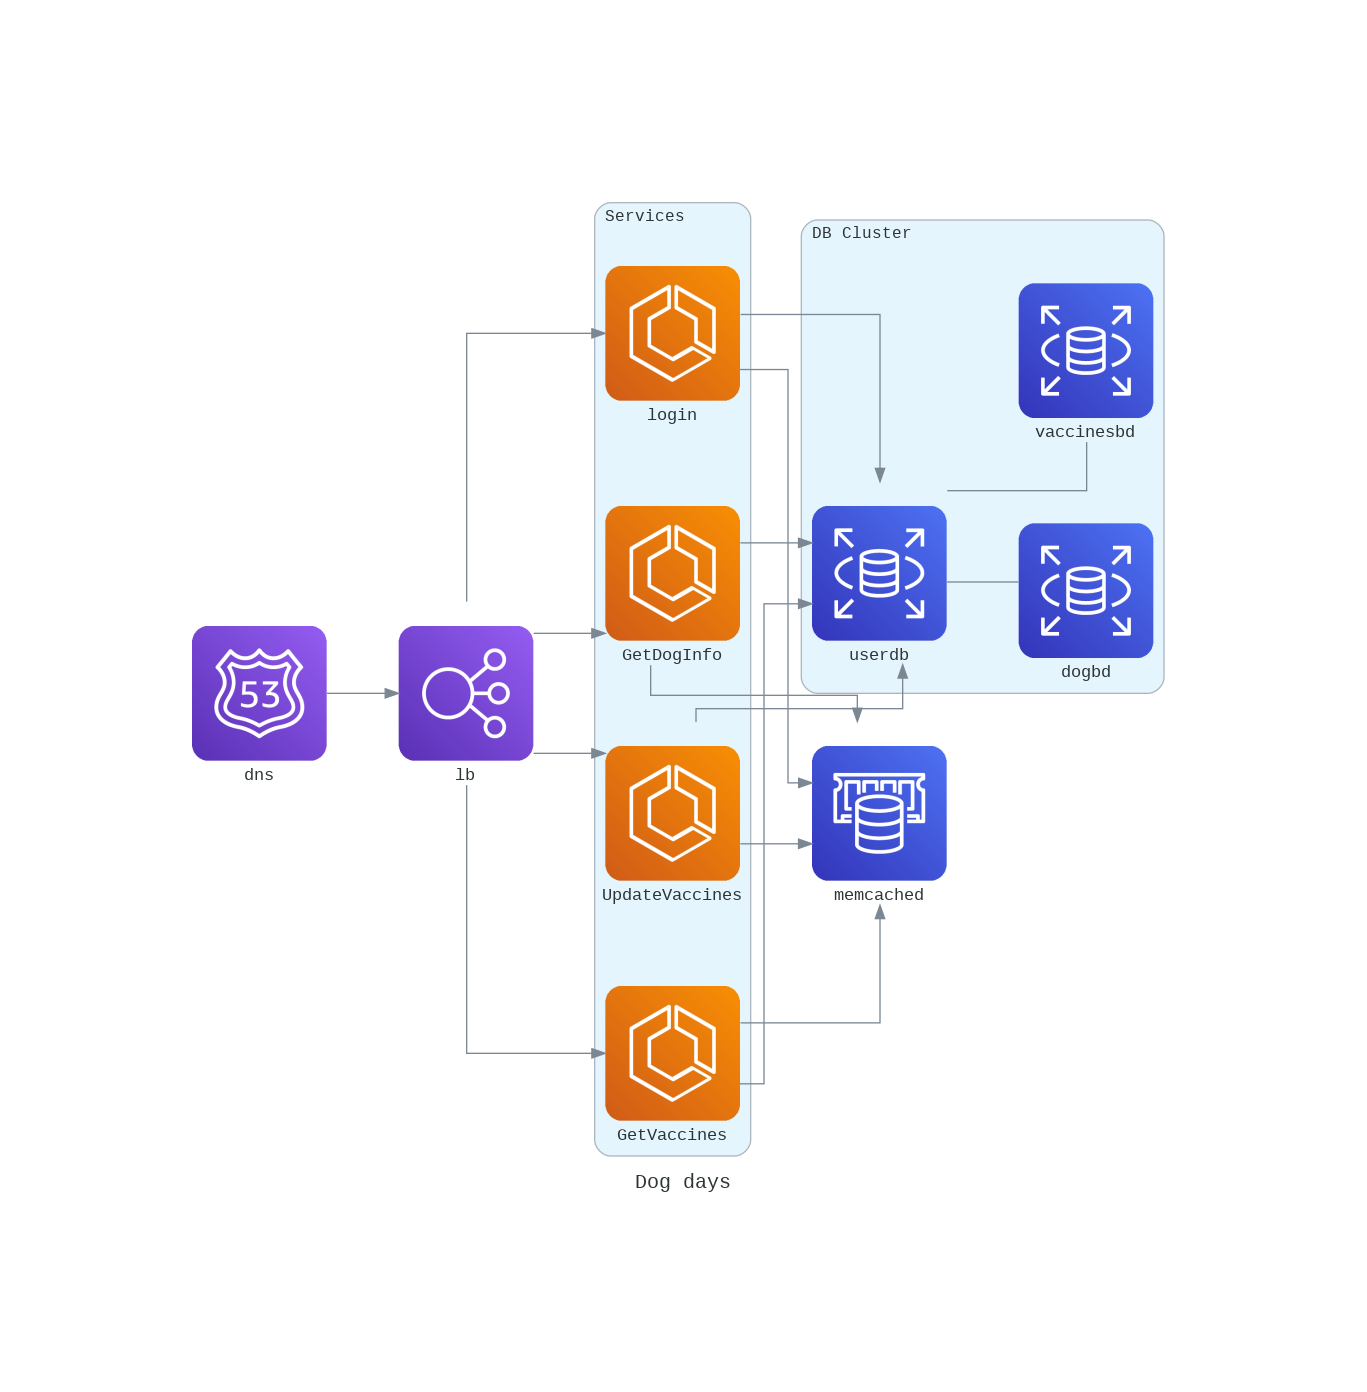 Services
DB Cluster
login
vaccinesbd
GetDogInfo
userdb
dogbd
53
dns
lb
UpdateVaccines
memcached
GetVaccines
Dog days